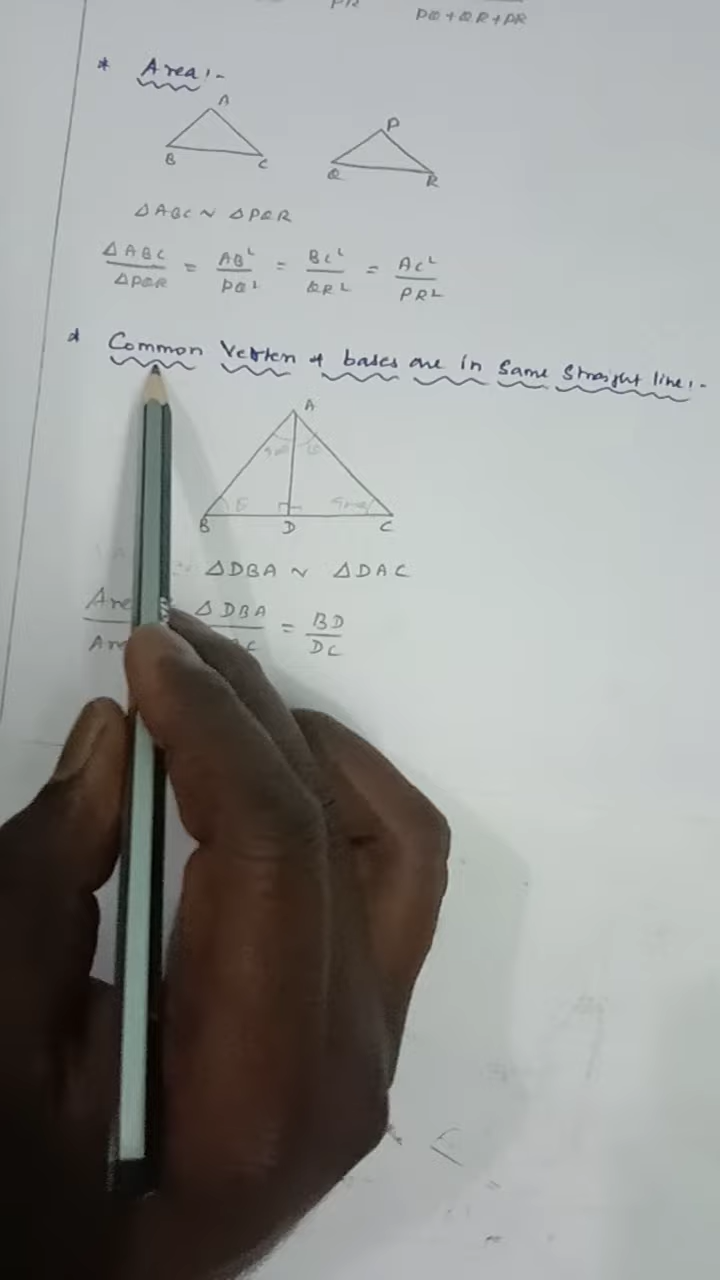 PQ + QR + PR
* Area :-
A
B C
P
Q R
△ABC ~ △PQR
△ABC / △PQR = AB² / PQ² = BC² / QR² = AC² / PR²
* Common Vertex & bases are in Same Straight line :-
A
B D C
△DBA ~ △DAC
△DBA = BD / DC